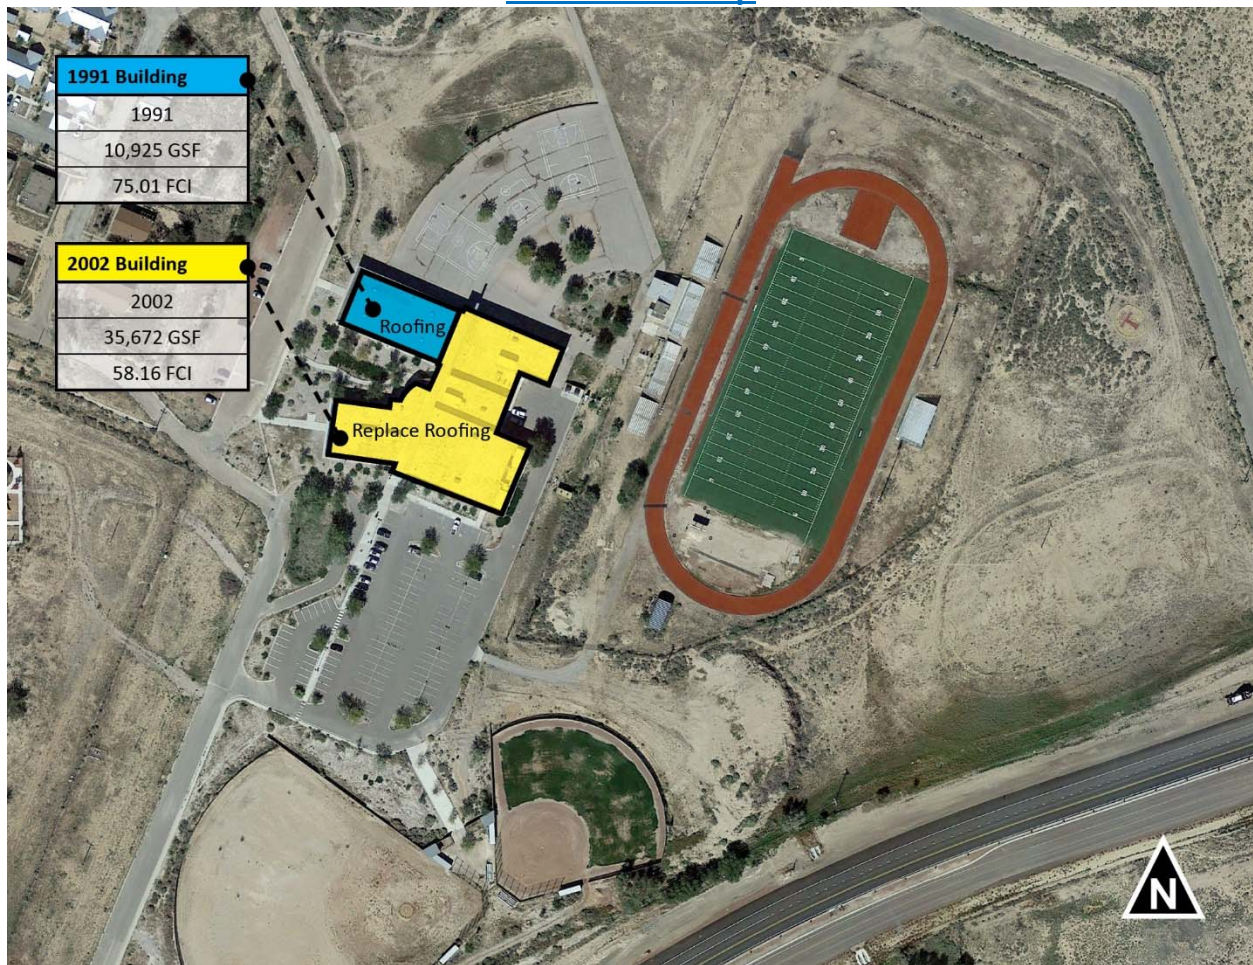 1991 Building
1991
10,925 GSF
75.01 FCI
2002 Building
2002
35,672 GSF
58.16 FCI
Roofing
Replace Roofing
N